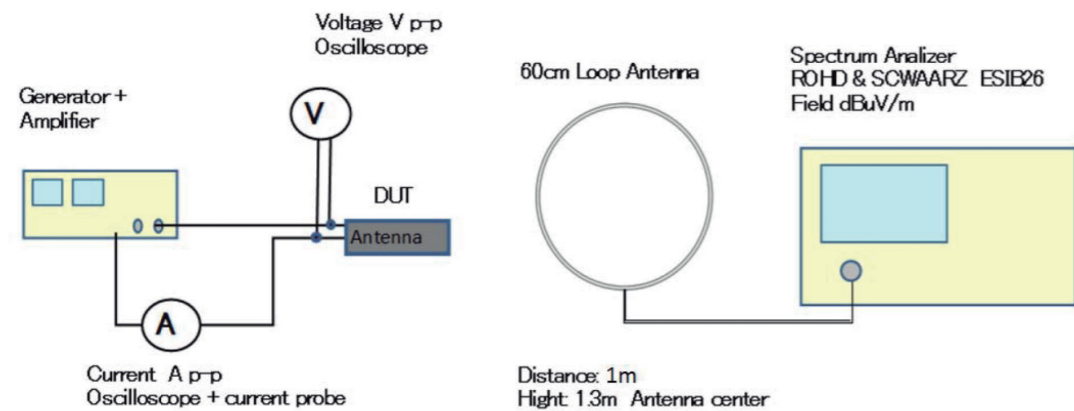 Voltage V p-p
Oscilloscope
Generator +
Amplifier
V
DUT
Antenna
A
Current A p-p
Oscilloscope + current probe
60cm Loop Antenna
Spectrum Analizer
ROHD & SCWAARZ ESIB26
Field dBuV/m
Distance: 1m
Hight: 1.3m Antenna center